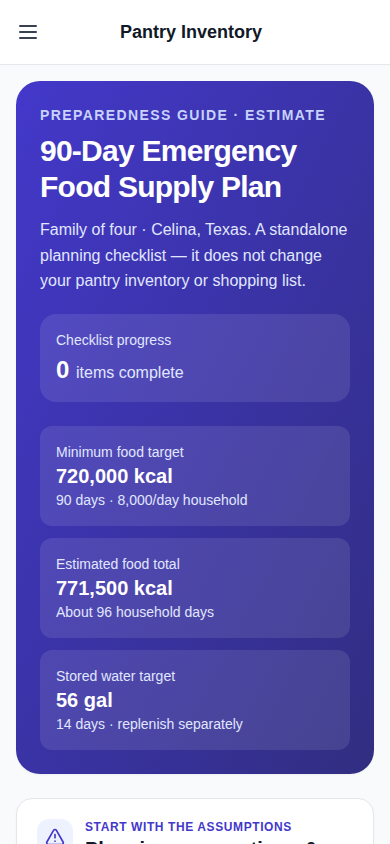 Pantry Inventory
PREPAREDNESS GUIDE · ESTIMATE
90-Day Emergency
Food Supply Plan
Family of four · Celina, Texas. A standalone
planning checklist — it does not change
your pantry inventory or shopping list.
Checklist progress
0 items complete
Minimum food target
720,000 kcal
90 days · 8,000/day household
Estimated food total
771,500 kcal
About 96 household days
Stored water target
56 gal
14 days · replenish separately
START WITH THE ASSUMPTIONS